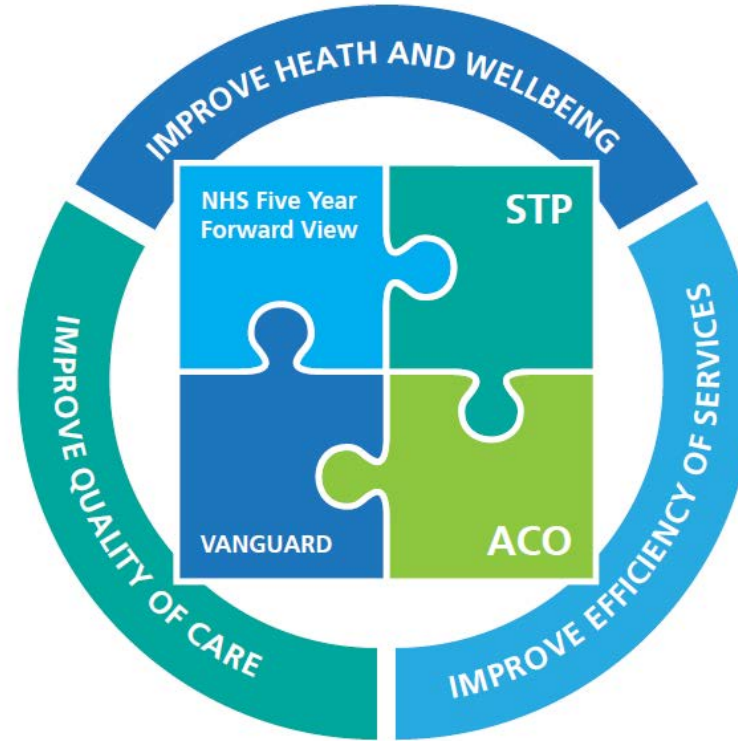 IMPROVE HEATH AND WELLBEING
NHS Five Year
Forward View
STP
VANGUARD
ACO
IMPROVE QUALITY OF CARE
IMPROVE EFFICIENCY OF SERVICES